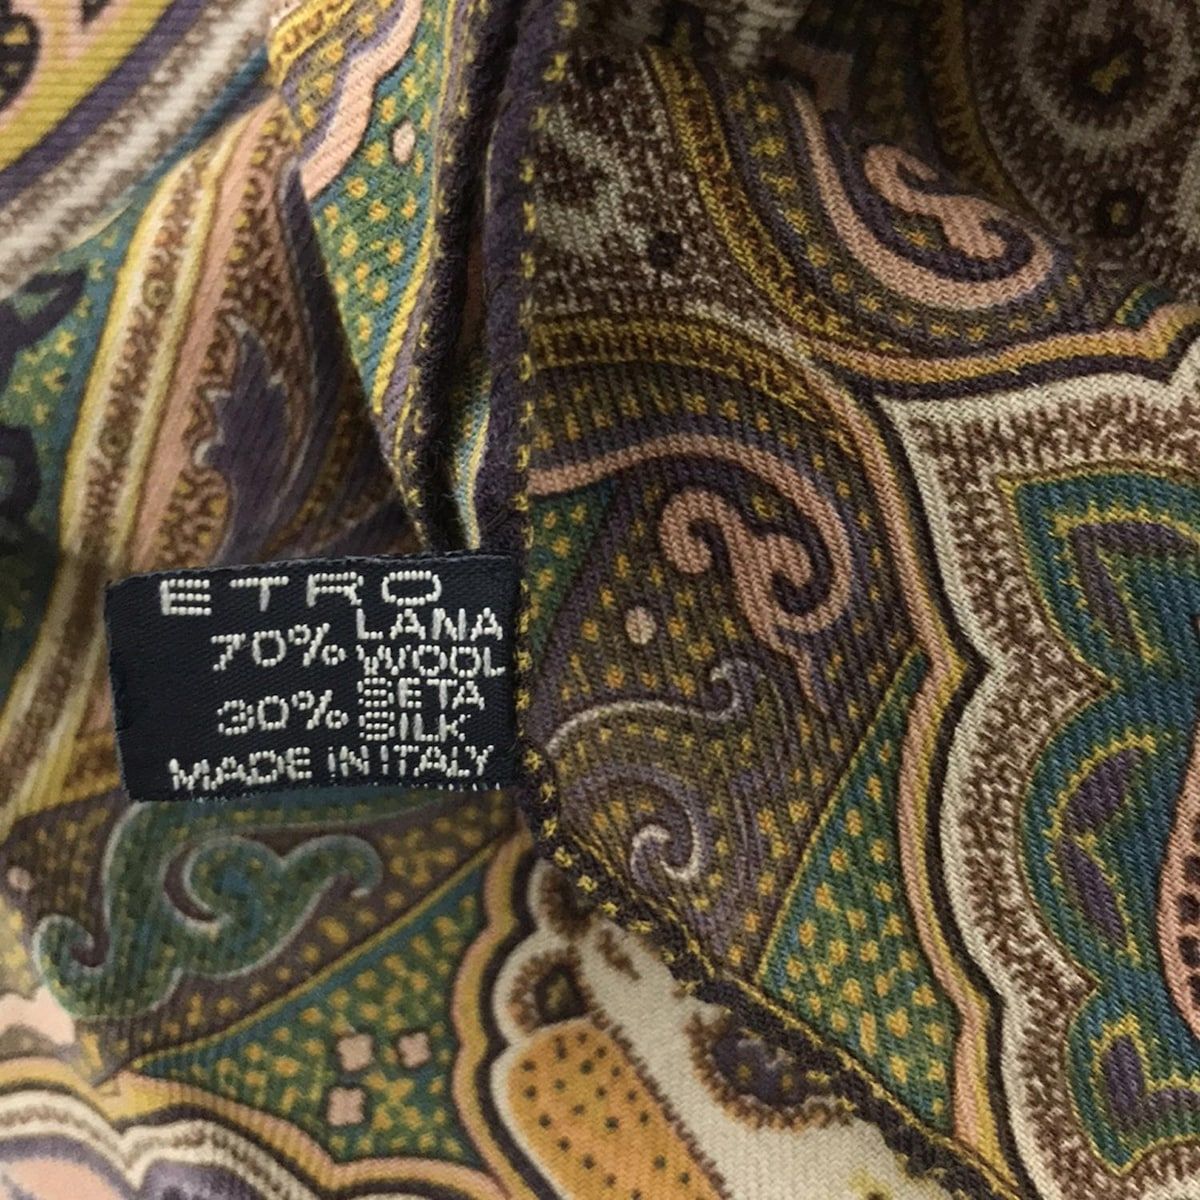 ETRO
70% LANA
WOOL
30% SETA
SILK
MADE IN ITALY